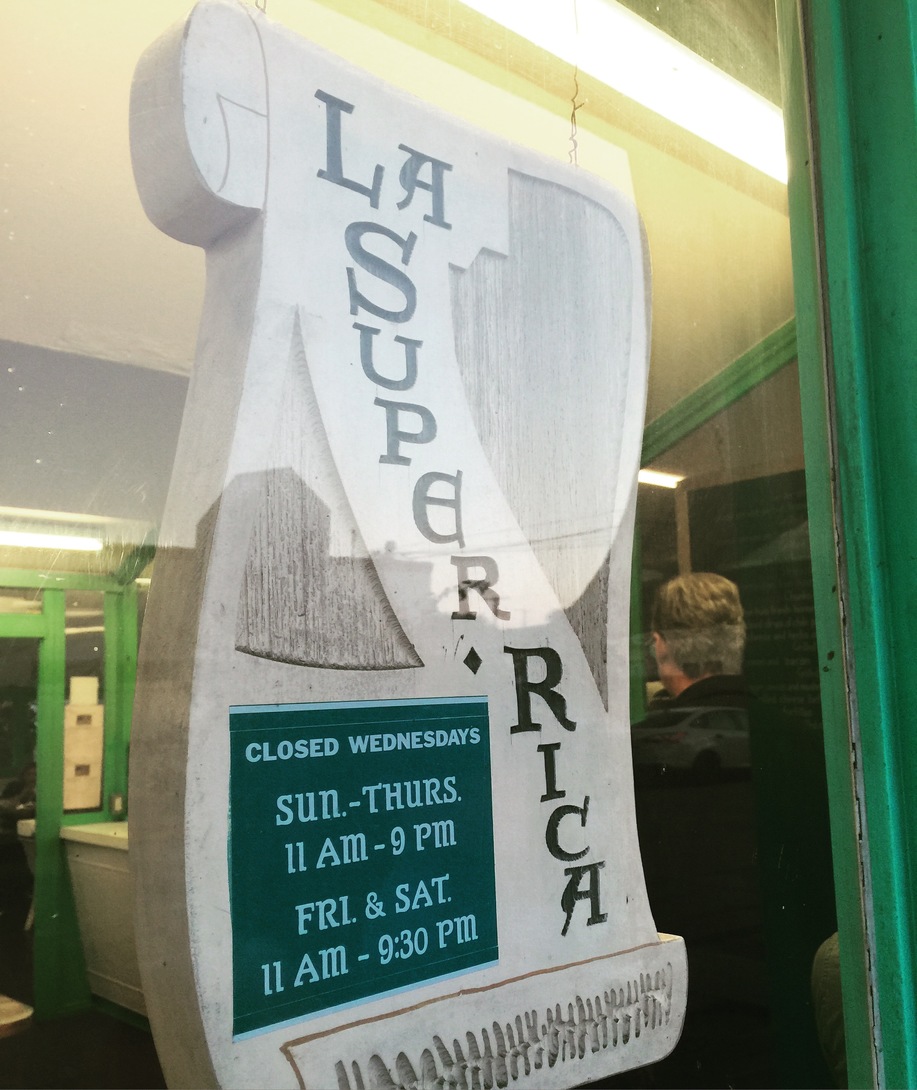 LA
SUPER·RICA
CLOSED WEDNESDAYS
SUN.-THURS.
11 AM - 9 PM
FRI. & SAT.
11 AM - 9:30 PM